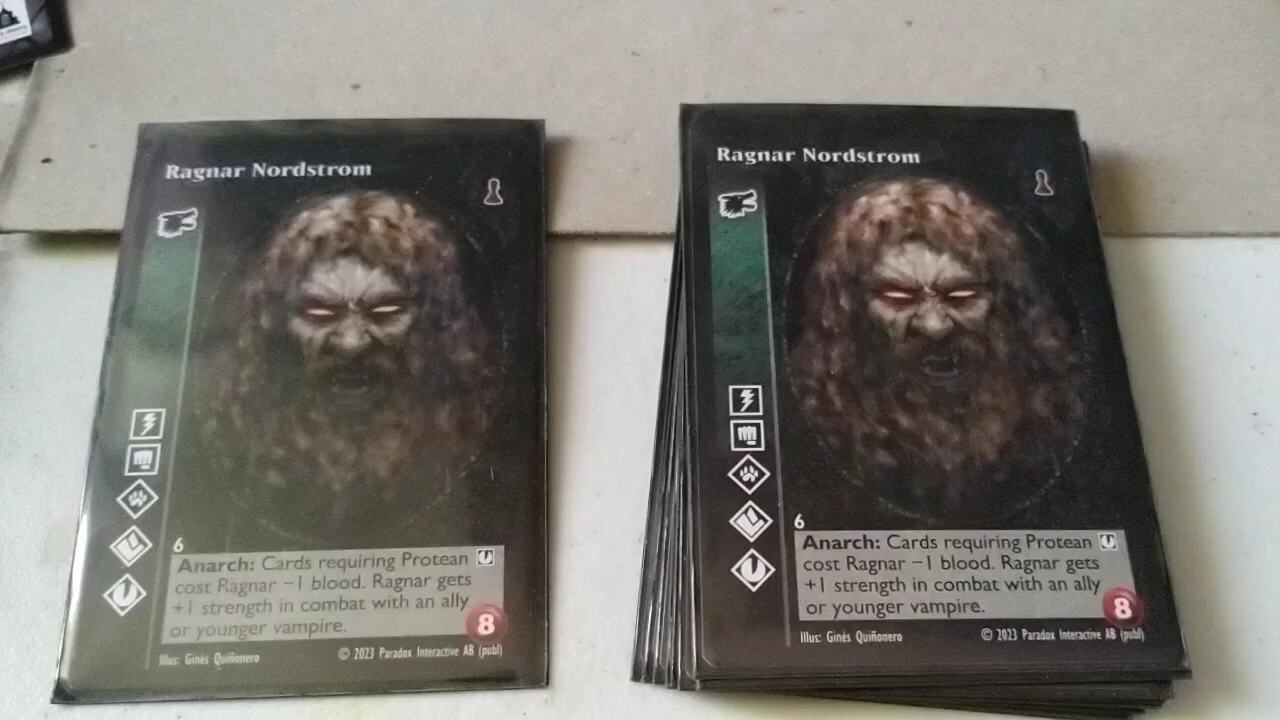 Ragnar Nordstrom
6
Anarch: Cards requiring Protean
cost Ragnar −1 blood. Ragnar gets
+1 strength in combat with an ally
or younger vampire.
8
Illus: Ginés Quiñonero
© 2023 Paradox Interactive AB (publ)
Ragnar Nordstrom
6
Anarch: Cards requiring Protean
cost Ragnar −1 blood. Ragnar gets
+1 strength in combat with an ally
or younger vampire.
8
Illus: Ginés Quiñonero
© 2023 Paradox Interactive AB (publ)